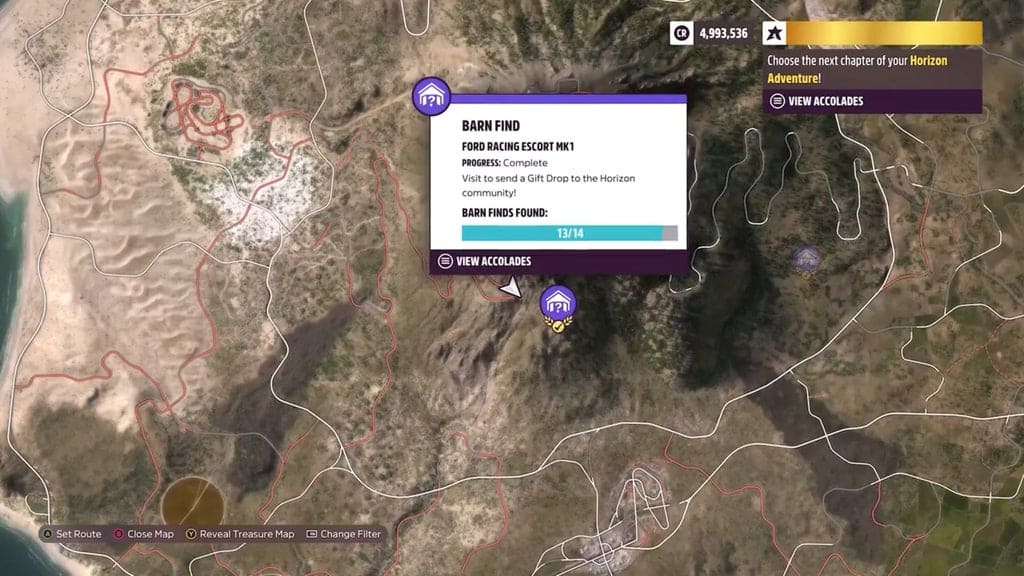 CR 4,993,536
Choose the next chapter of your Horizon
Adventure!
VIEW ACCOLADES
?
BARN FIND
FORD RACING ESCORT MK1
PROGRESS: Complete
Visit to send a Gift Drop to the Horizon
community!
BARN FINDS FOUND:
13/14
VIEW ACCOLADES
?
A Set Route B Close Map Y Reveal Treasure Map Change Filter